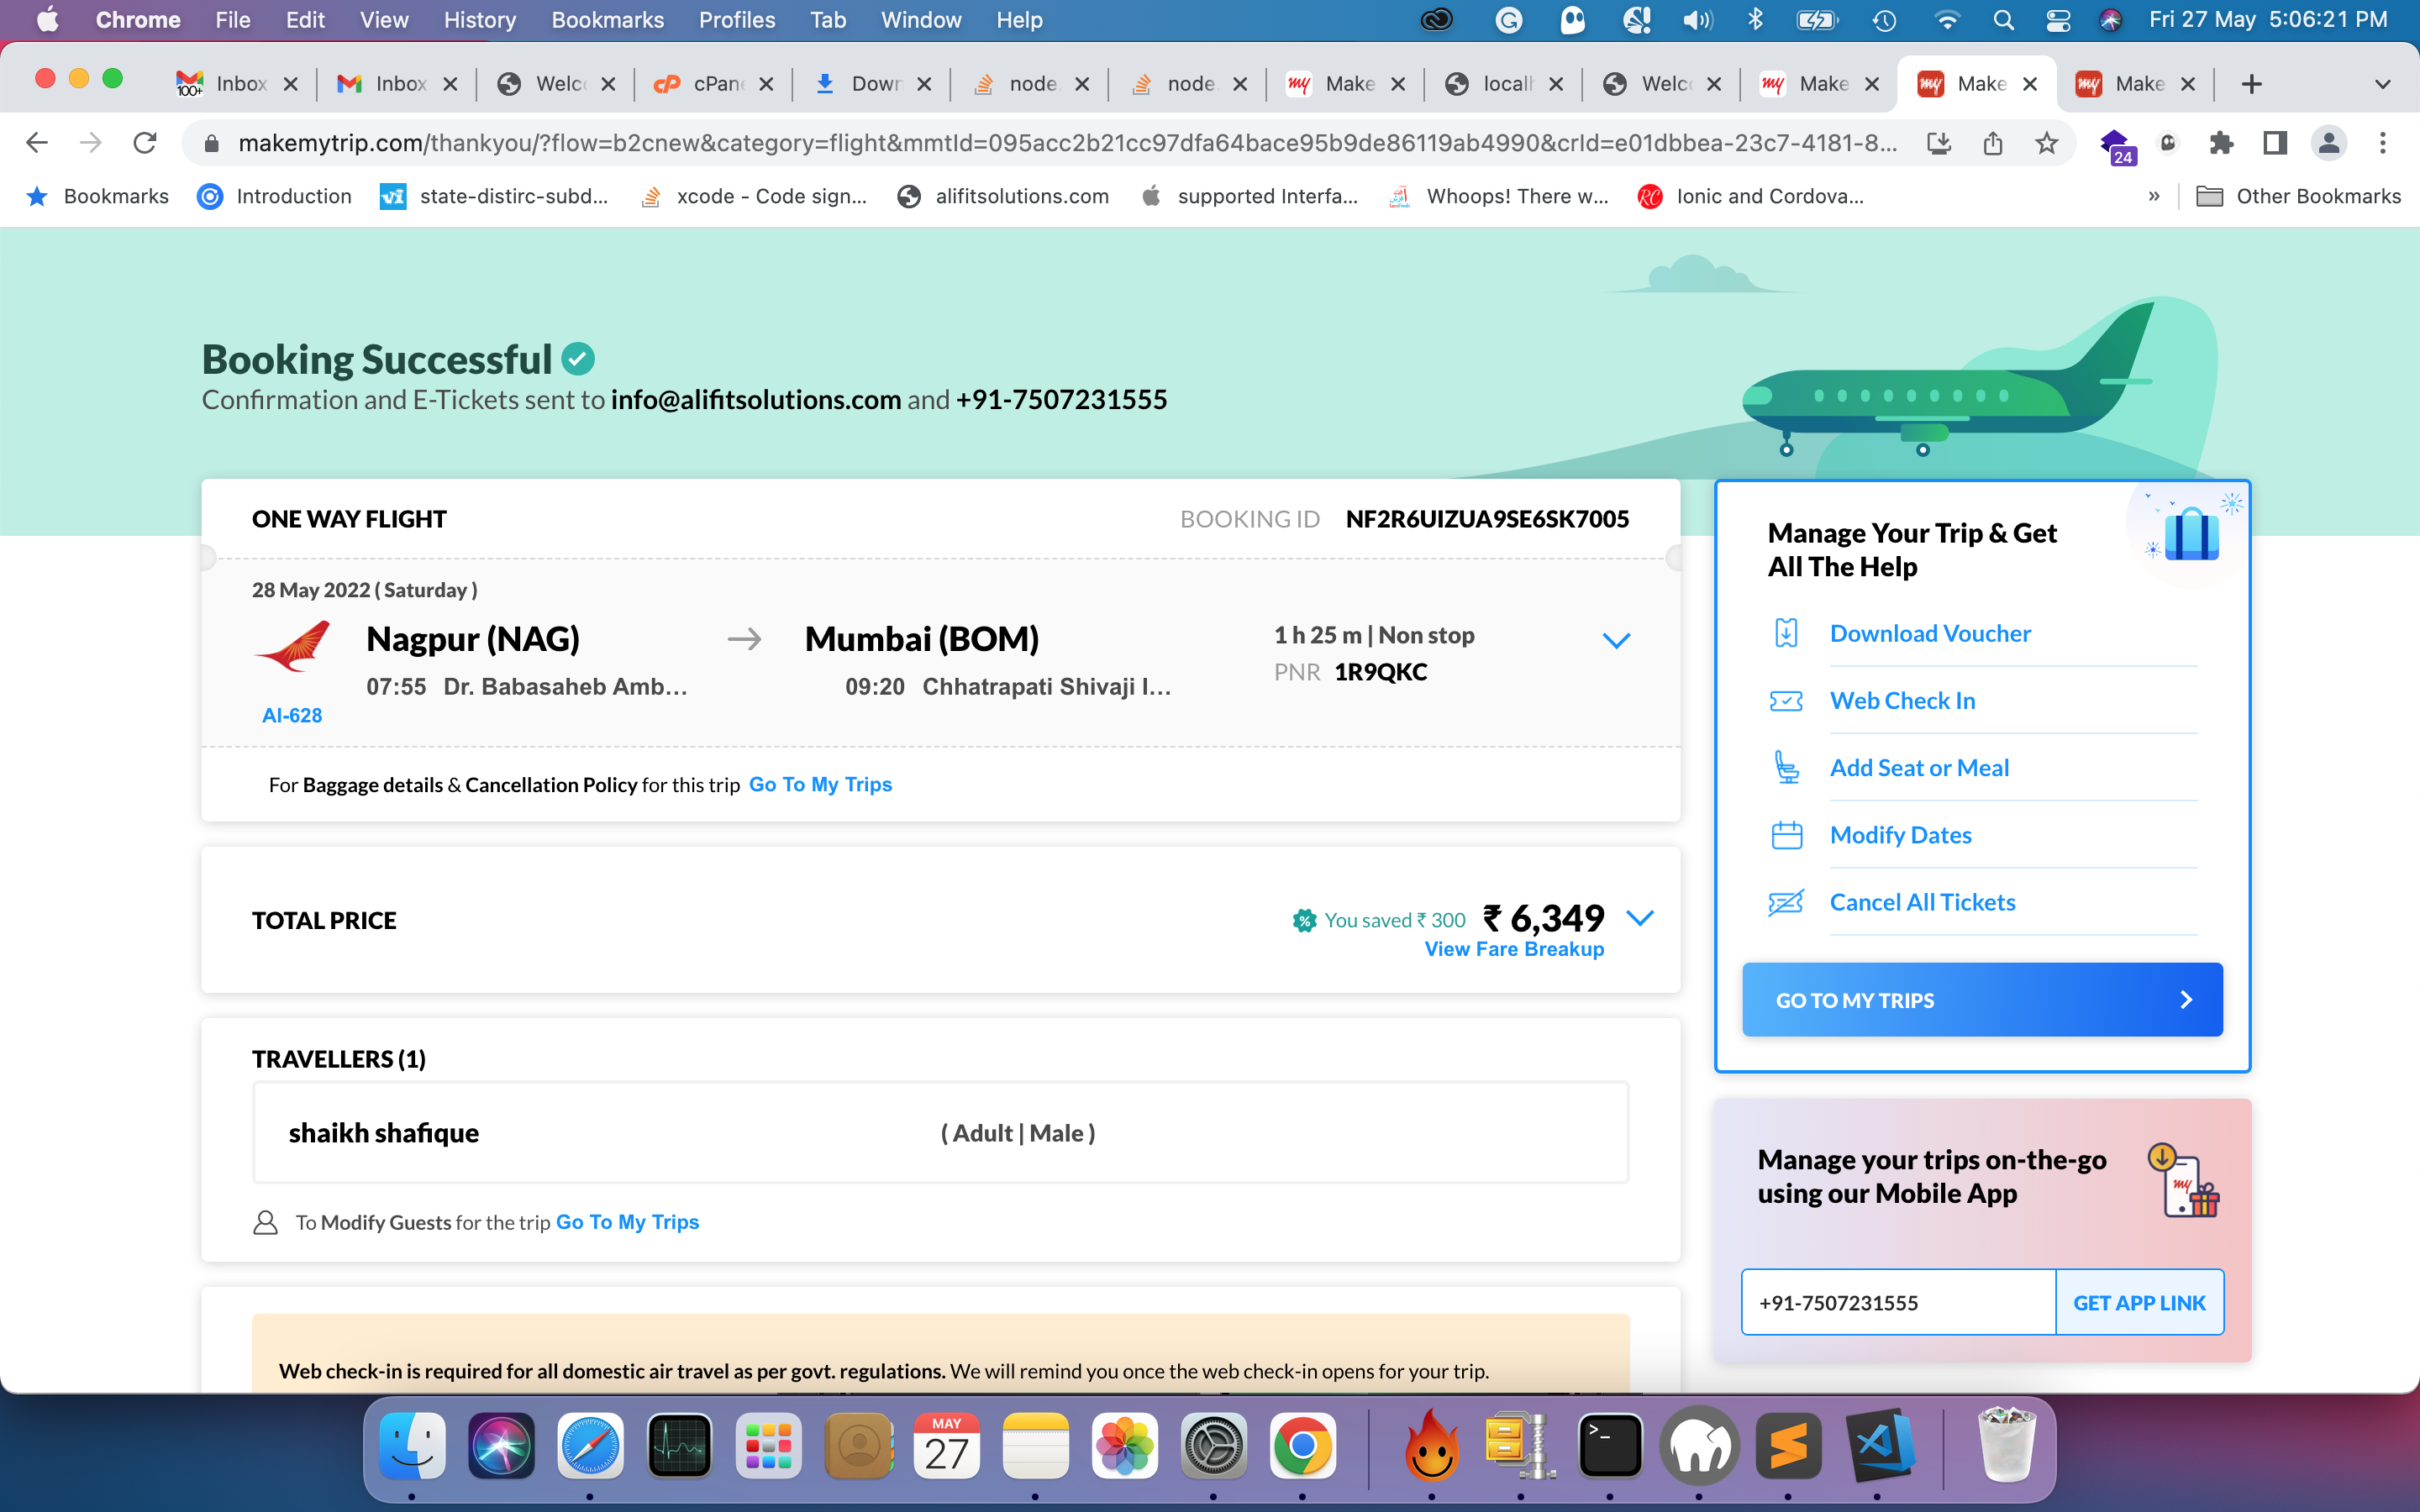 Chrome File Edit View History Bookmarks Profiles Tab Window Help Fri 27 May 5:06:21 PM
100+ Inbox Inbox Welc cPane Down node. node. Make localh Welc Make Make Make
makemytrip.com/thankyou/?flow=b2cnew&category=flight&mmtId=095acc2b21cc97dfa64bace95b9de86119ab4990&crId=e01dbbea-23c7-4181-8... 24
Bookmarks Introduction state-distirc-subd... xcode - Code sign... alifitsolutions.com supported Interfa... Whoops! There w... Ionic and Cordova... » Other Bookmarks
Booking Successful
Confirmation and E-Tickets sent to info@alifitsolutions.com and +91-7507231555
ONE WAY FLIGHT BOOKING ID NF2R6UIZUA9SE6SK7005
28 May 2022 ( Saturday )
Nagpur (NAG) → Mumbai (BOM) 1 h 25 m | Non stop
07:55 Dr. Babasaheb Amb... 09:20 Chhatrapati Shivaji I... PNR 1R9QKC
AI-628
For Baggage details & Cancellation Policy for this trip Go To My Trips
TOTAL PRICE You saved ₹ 300 ₹ 6,349
View Fare Breakup
TRAVELLERS (1)
shaikh shafique ( Adult | Male )
To Modify Guests for the trip Go To My Trips
Web check-in is required for all domestic air travel as per govt. regulations. We will remind you once the web check-in opens for your trip.
Manage Your Trip & Get
All The Help
Download Voucher
Web Check In
Add Seat or Meal
Modify Dates
Cancel All Tickets
GO TO MY TRIPS
Manage your trips on-the-go
using our Mobile App
my
+91-7507231555 GET APP LINK
MAY
27